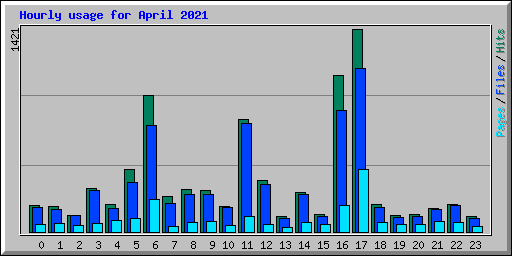 Hourly usage for April 2021
1421
Pages/Files/Hits
0 1 2 3 4 5 6 7 8 9 10 11 12 13 14 15 16 17 18 19 20 21 22 23